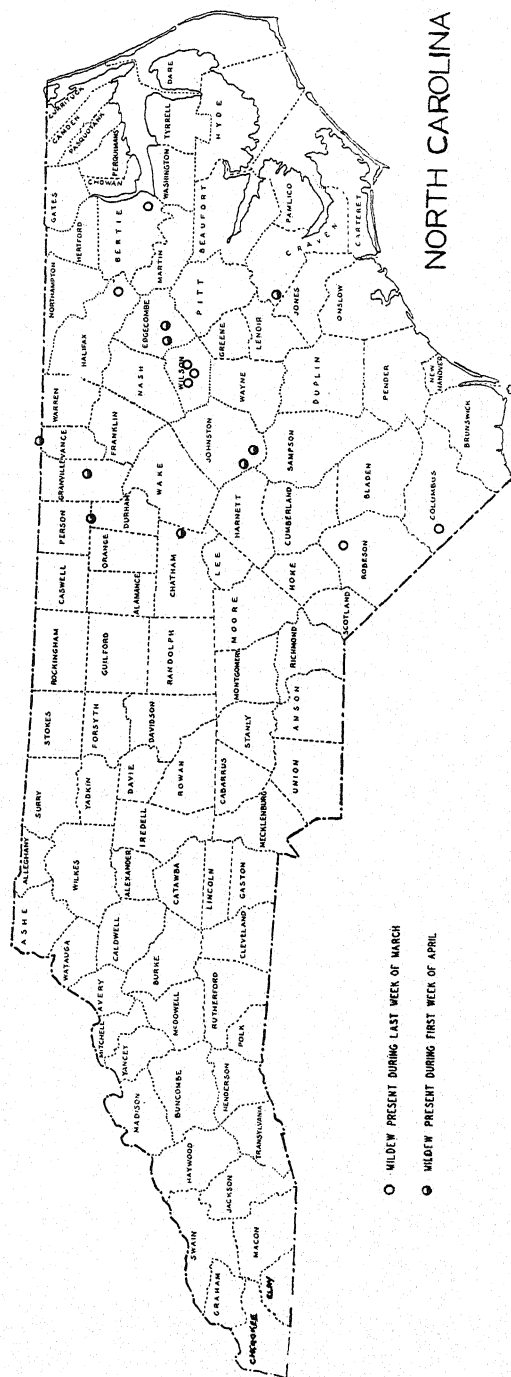 NORTH CAROLINA
CURRITUCK
CAMDEN
PASQUOTANK
PERQUIMANS
CHOWAN
GATES
HERTFORD
BERTIE
NORTHAMPTON
HALIFAX
WARREN
VANCE
GRANVILLE
PERSON
CASWELL
ROCKINGHAM
STOKES
SURRY
ALLEGHANY
ASHE
WATAUGA
WILKES
YADKIN
FORSYTH
GUILFORD
ALAMANCE
ORANGE
DURHAM
FRANKLIN
NASH
EDGECOMBE
MARTIN
WASHINGTON
TYRRELL
DARE
HYDE
BEAUFORT
PITT
WILSON
WAKE
CHATHAM
RANDOLPH
DAVIDSON
DAVIE
IREDELL
ALEXANDER
CALDWELL
AVERY
MITCHELL
YANCEY
MADISON
BUNCOMBE
McDOWELL
BURKE
CATAWBA
ROWAN
LINCOLN
GASTON
CLEVELAND
RUTHERFORD
POLK
HENDERSON
TRANSYLVANIA
HAYWOOD
JACKSON
SWAIN
MACON
GRAHAM
CLAY
CHEROKEE
MECKLENBURG
CABARRUS
STANLY
UNION
ANSON
MONTGOMERY
RICHMOND
MOORE
LEE
HARNETT
JOHNSTON
WAYNE
GREENE
LENOIR
CRAVEN
PAMLICO
CARTERET
JONES
ONSLOW
DUPLIN
SAMPSON
CUMBERLAND
HOKE
SCOTLAND
ROBESON
BLADEN
PENDER
NEW HANOVER
BRUNSWICK
COLUMBUS
MILDEW PRESENT DURING LAST WEEK OF MARCH
MILDEW PRESENT DURING FIRST WEEK OF APRIL